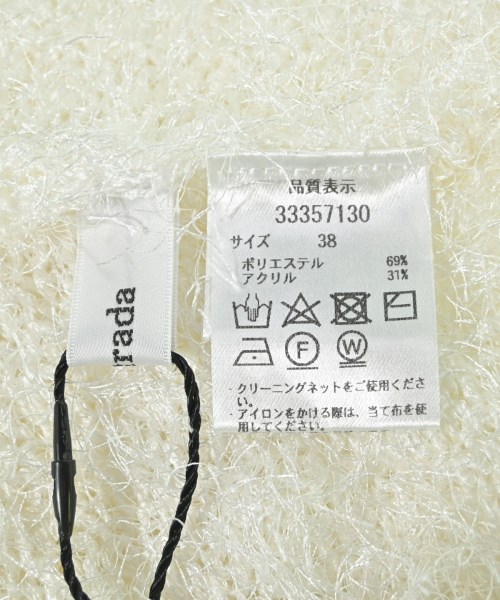 rada
品質表示
33357130
サイズ 38
ポリエステル 69%
アクリル 31%
F
W
・クリーニングネットをご使用くださ
い。
・アイロンをかける際は、当て布を使
用してください。